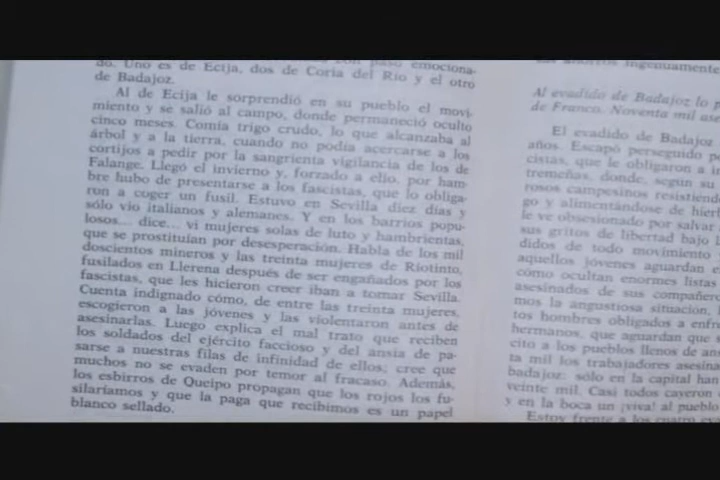 do. Uno es de Ecija, dos de Coria del Río y el otro
de Badajoz.
Al de Ecija le sorprendió en su pueblo el movi-
miento y se salió al campo, donde permaneció oculto
cinco meses. Comía trigo crudo, lo que alcanzaba al
árbol y a la tierra, cuando no podía acercarse a los
cortijos a pedir por la sangrienta vigilancia de los de
Falange. Llegó el invierno y, forzado a ello, por ham-
bre hubo de presentarse a los fascistas, que lo obliga-
ron a coger un fusil. Estuvo en Sevilla diez días y
sólo vio italianos y alemanes. Y en los barrios popu-
losos... dice... vi mujeres solas de luto y hambrientas,
que se prostituían por desesperación. Habla de los mil
doscientos mineros y las treinta mujeres de Ríotinto,
fusilados en Llerena después de ser engañados por los
fascistas, que les hicieron creer iban a tomar Sevilla.
Cuenta indignado cómo, de entre las treinta mujeres,
escogieron a las jóvenes y las violentaron antes de
asesinarlas. Luego explica el mal trato que reciben
los soldados del ejército faccioso y del ansia de pa-
sarse a nuestras filas de infinidad de ellos; cree que
muchos no se evaden por temor al fracaso. Además,
los esbirros de Queipo propagan que los rojos los fu-
silaríamos y que la paga que recibimos es un papel
blanco sellado.
ingenuamente
Al evadido de Badajoz lo
de Franco. Noventa mil
El evadido de Badajoz
años. Escapó perseguido
cistas, que le obligaron a
tremeñas, donde, según su
rosos campesinos resistiendo
go y alimentándose de
le ve obsesionado por salvar
sus gritos de libertad bajo
didos de todo movimiento
aquellos jóvenes aguardan
cómo ocultan enormes listas
asesinados de sus compañeros
mos la angustiosa situación,
tos hombres obligados a
hermanos, que aguardan que
cito a los pueblos llenos de
ta mil los trabajadores
badajoz: sólo en la capital han
veinte mil. Casi todos cayeron
y en la boca un ¡viva! al pueblo
Estoy frente a los cuatro